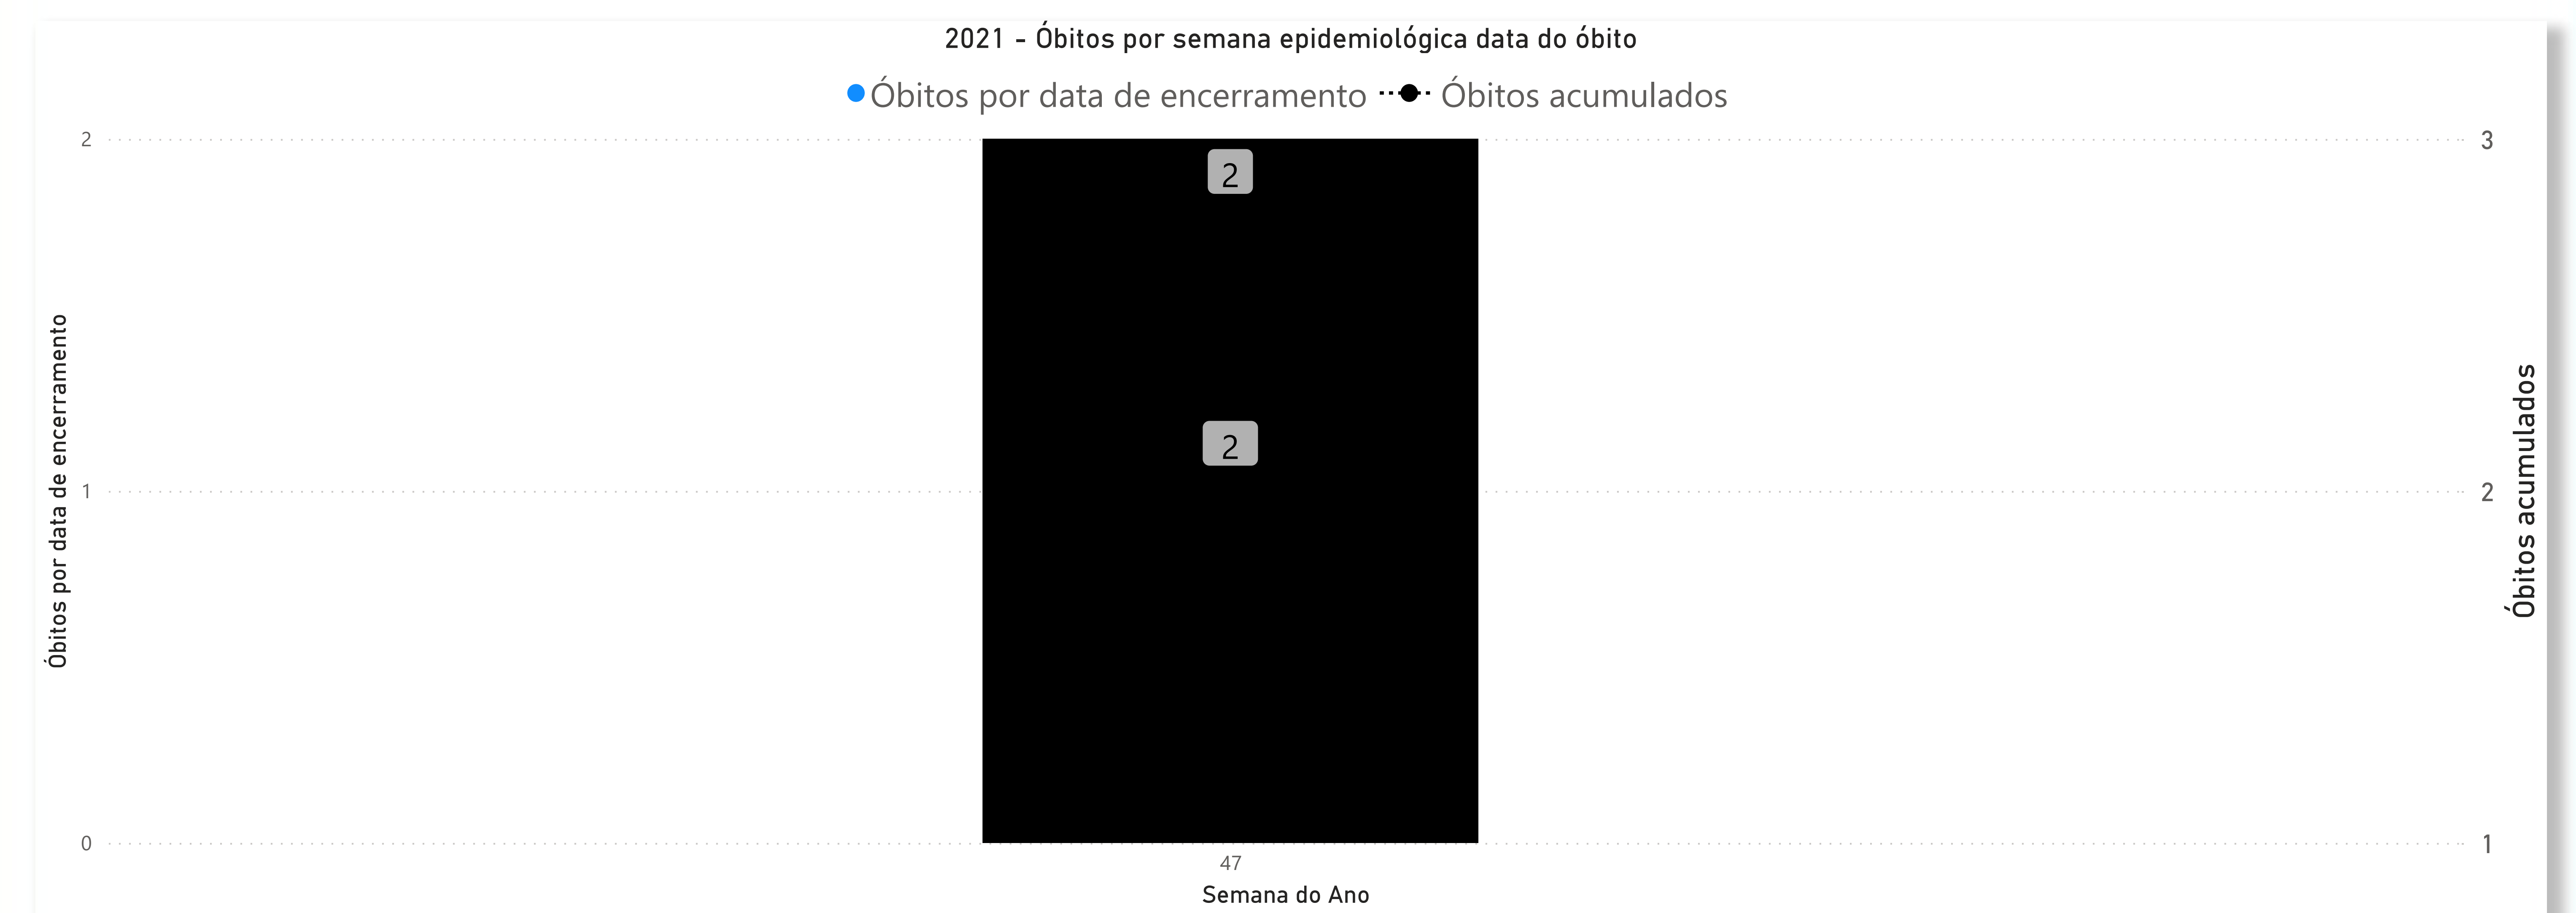 2021 - Óbitos por semana epidemiológica data do óbito
Óbitos por data de encerramento Óbitos acumulados
Óbitos por data de encerramento
2
1
0
2
2
3
2
1
Óbitos acumulados
47
Semana do Ano